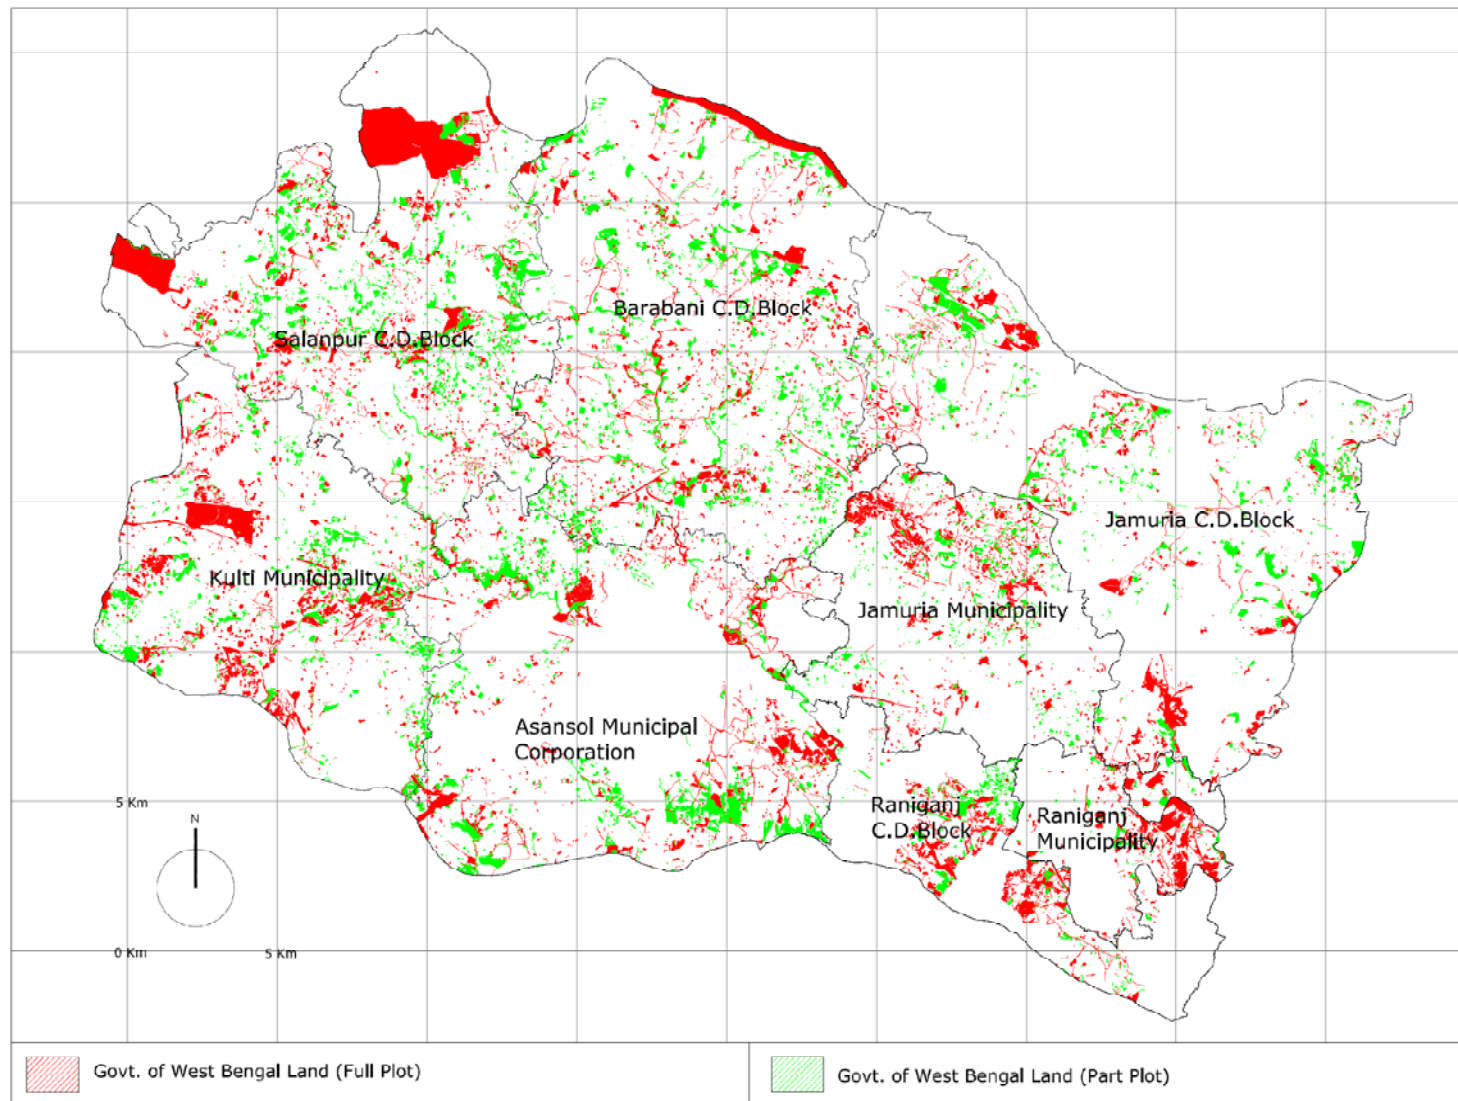 Barabani C.D.Block
Salanpur C.D.Block
Jamuria C.D.Block
Kulti Municipality
Jamuria Municipality
Asansol Municipal
Corporation
Raniganj
C.D.Block
Raniganj
Municipality
5 Km
N
0 Km
5 Km
Govt. of West Bengal Land (Full Plot)
Govt. of West Bengal Land (Part Plot)